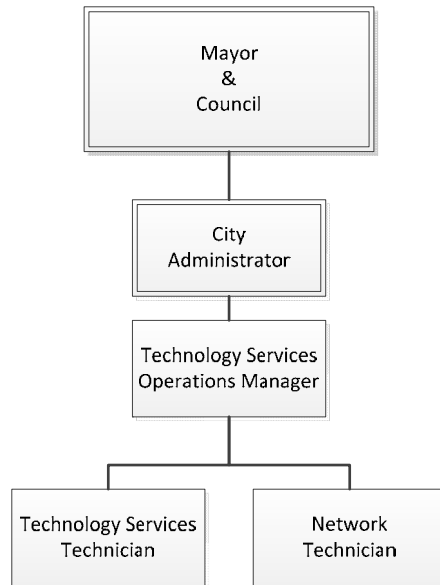 Mayor
&
Council
City
Administrator
Technology Services
Operations Manager
Technology Services
Technician
Network
Technician